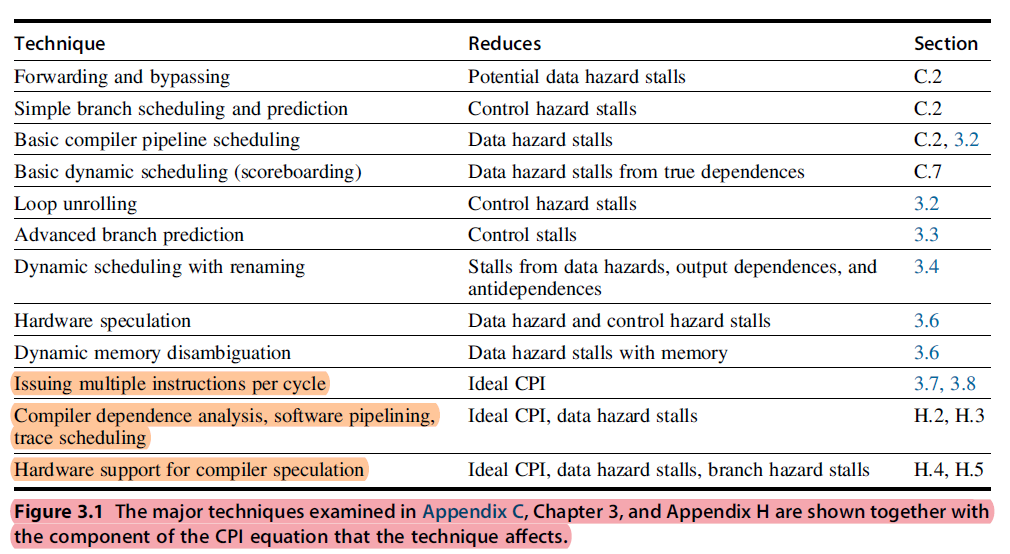 Technique Reduces Section
Forwarding and bypassing Potential data hazard stalls C.2
Simple branch scheduling and prediction Control hazard stalls C.2
Basic compiler pipeline scheduling Data hazard stalls C.2, 3.2
Basic dynamic scheduling (scoreboarding) Data hazard stalls from true dependences C.7
Loop unrolling Control hazard stalls 3.2
Advanced branch prediction Control stalls 3.3
Dynamic scheduling with renaming Stalls from data hazards, output dependences, and 3.4
antidependences
Hardware speculation Data hazard and control hazard stalls 3.6
Dynamic memory disambiguation Data hazard stalls with memory 3.6
Issuing multiple instructions per cycle Ideal CPI 3.7, 3.8
Compiler dependence analysis, software pipelining, Ideal CPI, data hazard stalls H.2, H.3
trace scheduling
Hardware support for compiler speculation Ideal CPI, data hazard stalls, branch hazard stalls H.4, H.5
Figure 3.1 The major techniques examined in Appendix C, Chapter 3, and Appendix H are shown together with
the component of the CPI equation that the technique affects.